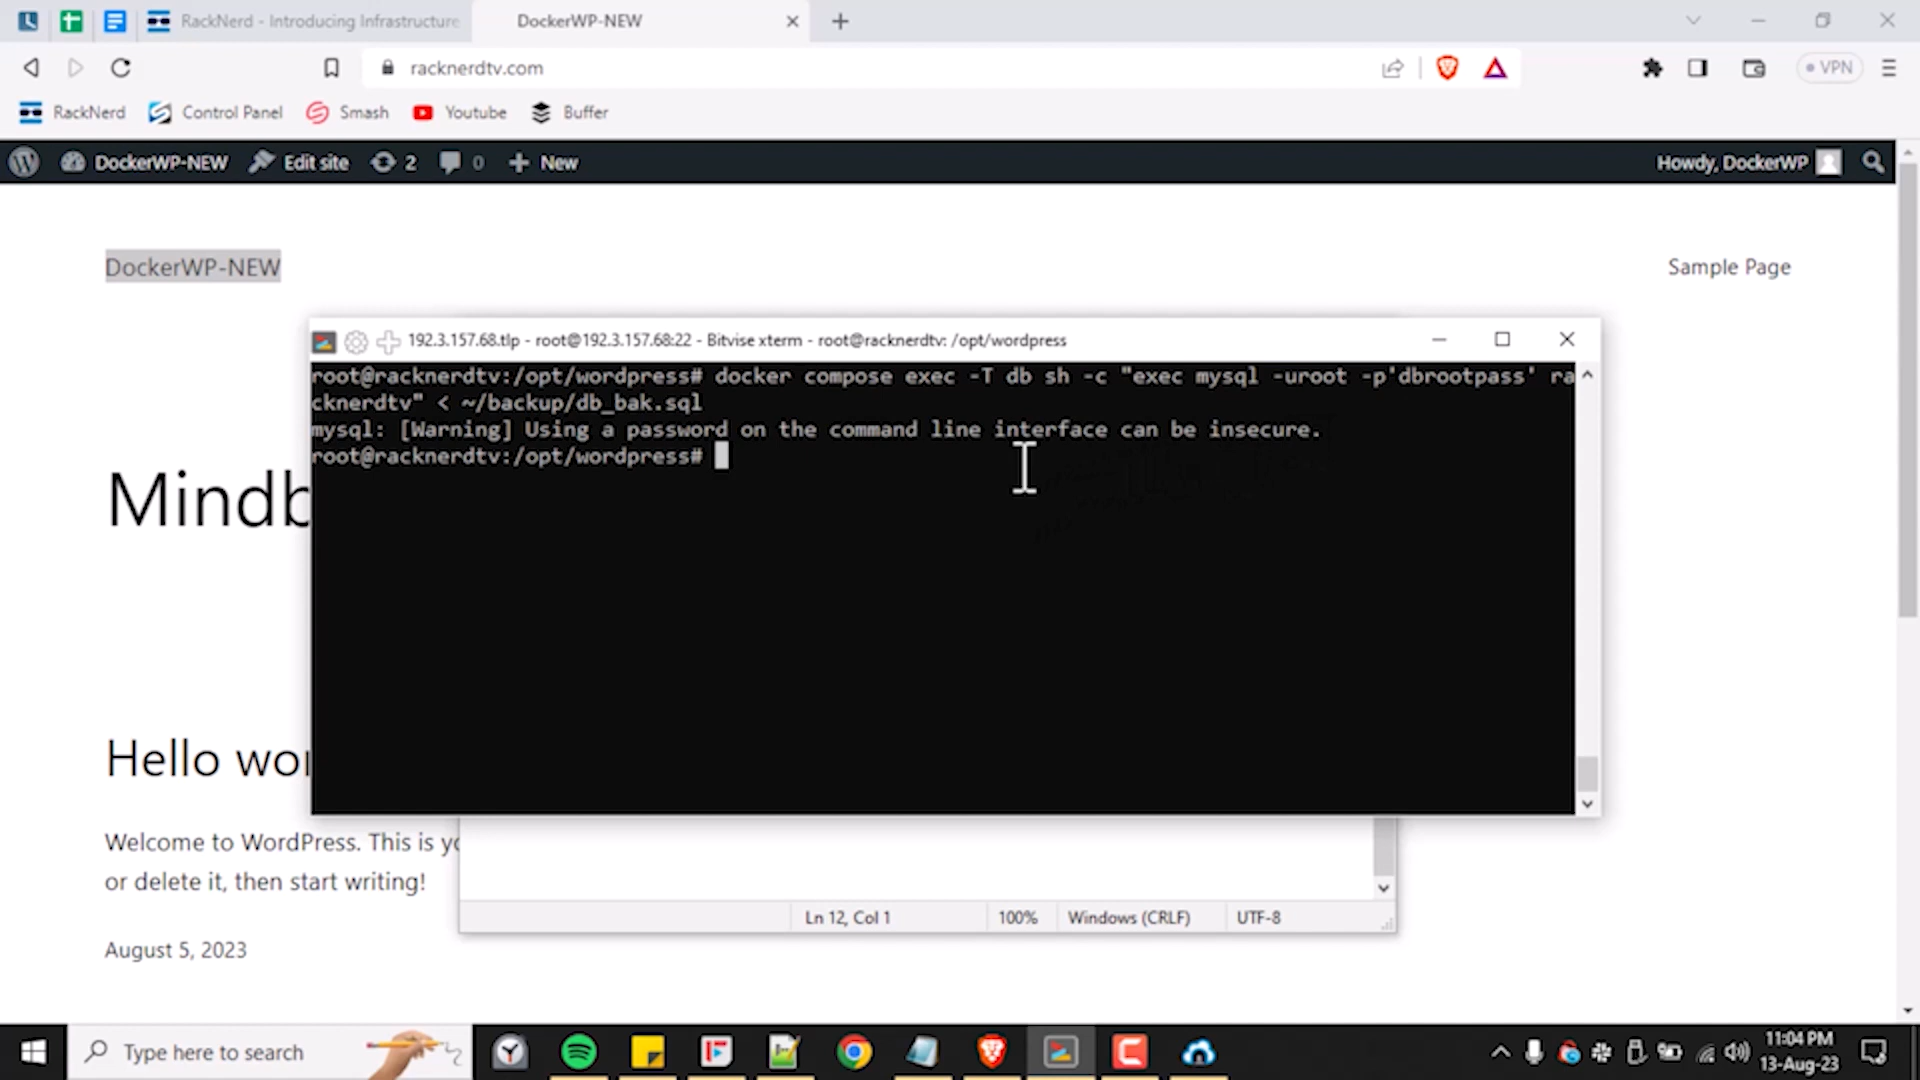 RackNerd - Introducing Infrastructure
DockerWP-NEW
racknerdtv.com
VPN
RackNerd
Control Panel
Smash
Youtube
Buffer
DockerWP-NEW
Edit site
2
0
New
Howdy, DockerWP
DockerWP-NEW
Sample Page
192.3.157.68.tlp - root@192.3.157.68:22 - Bitvise xterm - root@racknerdtv: /opt/wordpress
root@racknerdtv:/opt/wordpress# docker compose exec -T db sh -c "exec mysql -uroot -p'dbrootpass' ra
cknerdtv" < ~/backup/db_bak.sql
mysql: [Warning] Using a password on the command line interface can be insecure.
root@racknerdtv:/opt/wordpress#
Mindb
Hello wor
Welcome to WordPress. This is yo
or delete it, then start writing!
Ln 12, Col 1
100%
Windows (CRLF)
UTF-8
August 5, 2023
Type here to search
11:04 PM
13-Aug-23